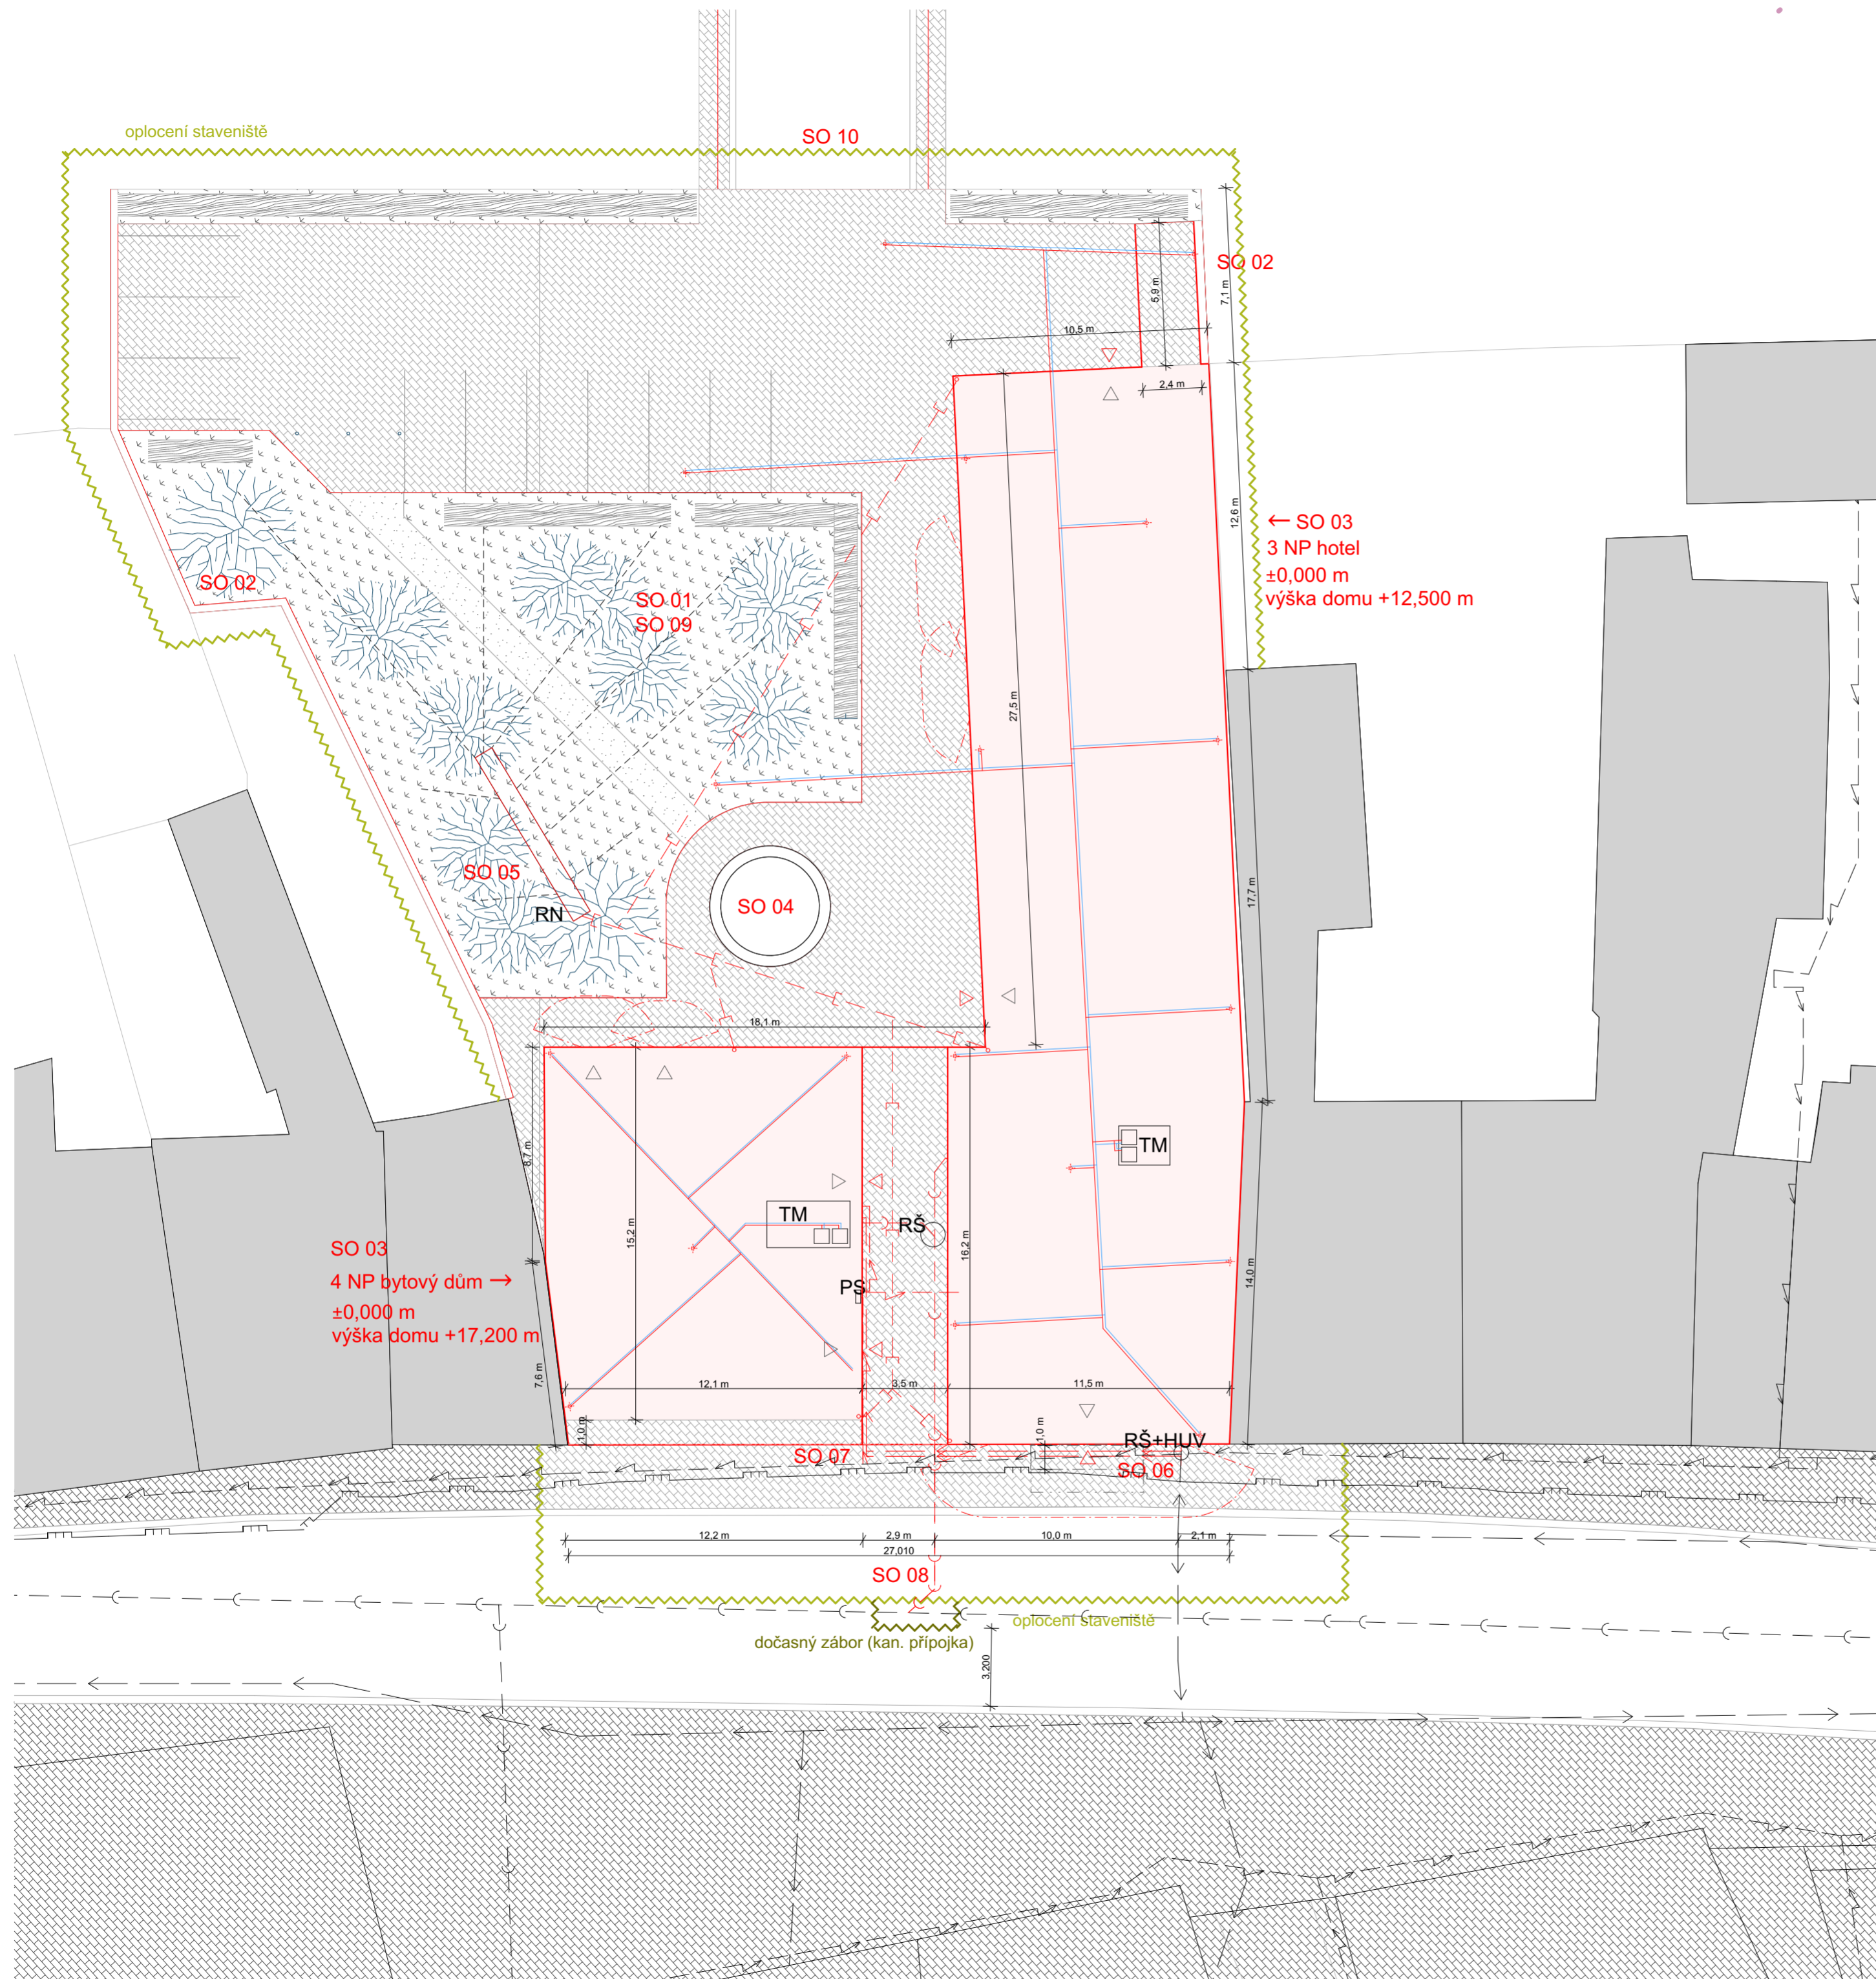 oplocení staveniště
SO 10
SO 02
5,9 m
7,1 m
10,5 m
2,4 m
12,6 m
← SO 03
3 NP hotel
±0,000 m
výška domu +12,500 m
SO 02
SO 01
SO 09
27,5 m
SO 05
RN
SO 04
17,7 m
18,1 m
8,7 m
15,2 m
TM
TM
RŠ
16,2 m
PS
14,0 m
SO 03
4 NP bytový dům →
±0,000 m
výška domu +17,200 m
7,6 m
12,1 m
3,5 m
11,5 m
1,0 m
1,0 m
RŠ+HUV
SO 07
SO 06
12,2 m
2,9 m
10,0 m
2,1 m
27,010
SO 08
oplocení staveniště
dočasný zábor (kan. přípojka)
3,200